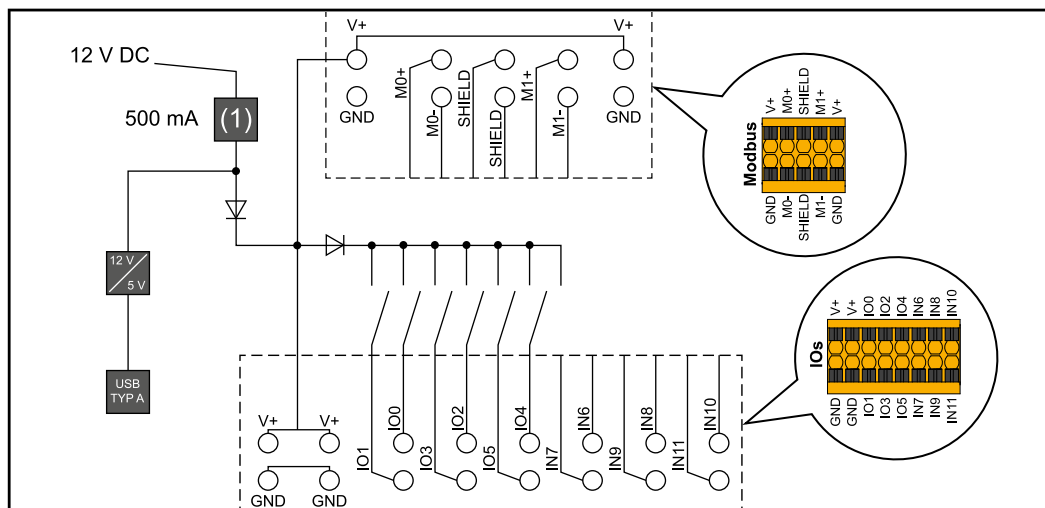 12 V DC
500 mA
(1)
12 V
5 V
USB
TYP A
V+
V+
GND
GND
M0+
M0-
SHIELD
SHIELD
M1+
M1-
Modbus
V+
M0+
SHIELD
M1+
V+
GND
M0-
SHIELD
M1-
GND
V+
V+
GND
GND
IO1
IO0
IO3
IO2
IO5
IO4
IN7
IN6
IN9
IN8
IN11
IN10
IOs
V+
V+
IO0
IO2
IO4
IN6
IN8
IN10
GND
GND
IO1
IO3
IO5
IN7
IN9
IN11